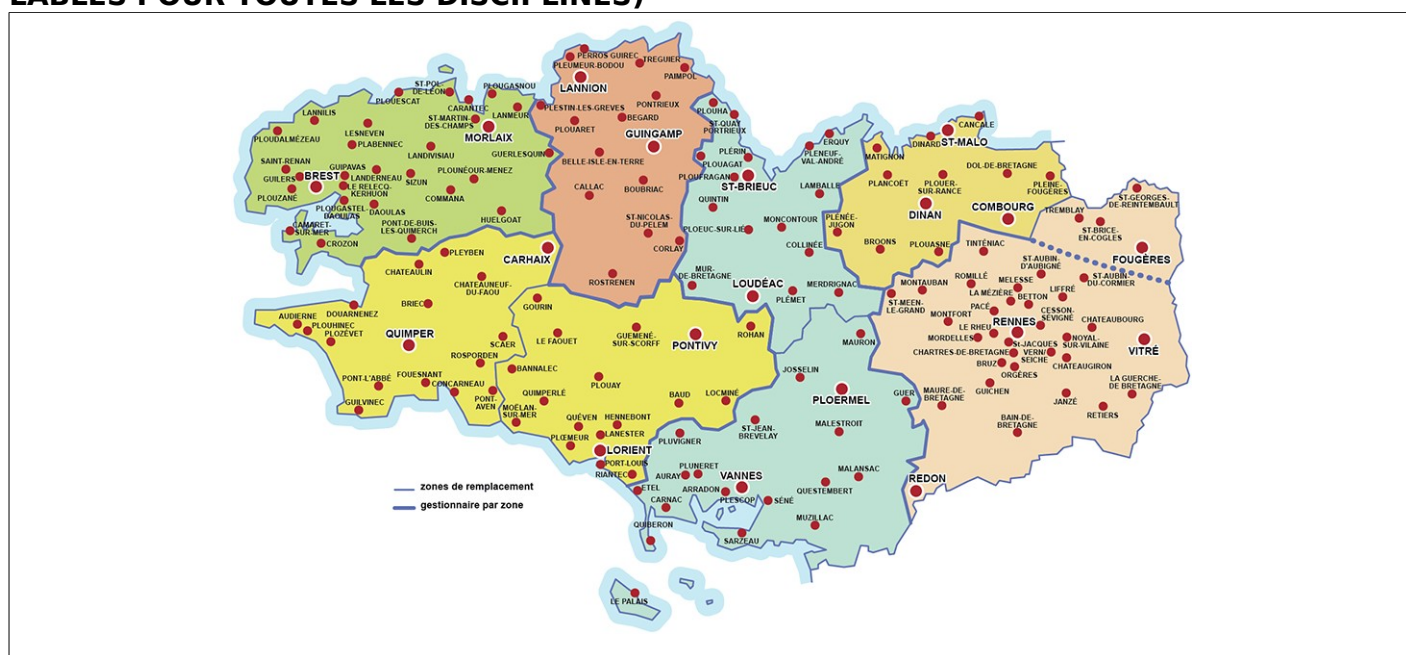 LABLES POUR TOUTES LES DISCIPLINES)
PERROS GUIREC
PLEUMEUR-BODOU
TREGUIER
LANNION
PAIMPOL
ST-POL-
DE-LEON
PLOUGASNOU
PLOUESCAT
CARANTEC
LANMEUR
PLESTIN-LES-GREVES
PONTRIEUX
PLOUHA
LANNILIS
ST-MARTIN-
DES-CHAMPS
BEGARD
ST-QUAY
PORTRIEUX
PLOUDALMÉZEAU
LESNEVEN
MORLAIX
PLOUARET
GUINGAMP
ERQUY
CANCALE
DINARD
ST-MALO
PLABENNEC
LANDIVISIAU
GUERLESQUIN
BELLE-ISLE-EN-TERRE
PLÉRIN
PLOUAGAT
PLENEUF-
VAL-ANDRÉ
MATIGNON
DOL-DE-BRETAGNE
SAINT-RENAN
GUIPAVAS
PLOUNÉOUR-MENEZ
PLOUFRAGAN
GUILERS
BREST
LANDERNEAU
SIZUN
CALLAC
BOUBRIAC
ST-BRIEUC
LAMBALLE
PLANCOËT
PLOUER-
SUR-RANCE
PLEINE-
FOUGÈRES
PLOUZANÉ
LE RELECQ-
KERHUON
COMMANA
QUINTIN
DINAN
COMBOURG
ST-GEORGES-
DE-REINTEMBAULT
PLOUGASTEL-
DAOULAS
DAOULAS
HUELGOAT
ST-NICOLAS-
DU-PELEM
PLOEUC-SUR-LIÉ
MONCONTOUR
PLÉNÉE-
JUGON
TREMBLAY
CAMARET-
SUR-MER
PONT-DE-BUIS-
LES-QUIMERCH
CORLAY
COLLINÉE
BROONS
PLOUASNE
TINTÉNIAC
ST-BRICE-
EN-COGLES
CROZON
PLEYBEN
CARHAIX
FOUGÈRES
CHATEAULIN
ROSTRENEN
MUR-
DE-BRETAGNE
ST-AUBIN-
D'AUBIGNÉ
CHATEAUNEUF-
DU-FAOU
LOUDÉAC
PLÉMET
MERDRIGNAC
MONTAUBAN
ROMILLÉ
MELESSE
ST-AUBIN-
DU-CORMIER
BRIEC
GOURIN
ST-MEEN-
LE-GRAND
LA MÉZIÈRE
BETTON
LIFFRÉ
DOUARNENEZ
MONTFORT
PACÉ
CESSON-
SÉVIGNÉ
AUDIERNE
PLOUHINEC
PLOZÉVET
QUIMPER
SCAER
LE FAOUET
GUEMENÉ-
SUR-SCORFF
PONTIVY
ROHAN
MAURON
LE RHEU
RENNES
CHATEAUBOURG
MORDELLES
ST-JACQUES
NOYAL-
SUR-VILAINE
VITRÉ
ROSPORDEN
CHARTRES-DE-BRETAGNE
VERN/
SEICHE
BRUZ
CHATEAUGIRON
PONT-L'ABBÉ
FOUESNANT
BANNALEC
PLOUAY
JOSSELIN
ORGÈRES
CONCARNEAU
QUIMPERLÉ
BAUD
LOCMINÉ
PLOERMEL
GUER
MAURE-DE-
BRETAGNE
GUICHEN
LA GUERCHE-
DE BRETAGNE
GUILVINEC
PONT-
AVEN
MOËLAN-
SUR-MER
JANZÉ
RETIERS
QUÉVEN
HENNEBONT
ST-JEAN-
BREVELAY
MALESTROIT
BAIN-DE-
BRETAGNE
PLŒMEUR
LANESTER
PLUVIGNER
LORIENT
PORT-LOUIS
RIANTEC
AURAY
PLUNERET
VANNES
MALANSAC
REDON
zones de remplacement
ETEL
ARRADON
PLESCOP
SÉNÉ
QUESTEMBERT
gestionnaire par zone
CARNAC
QUIBERON
MUZILLAC
SARZEAU
LE PALAIS